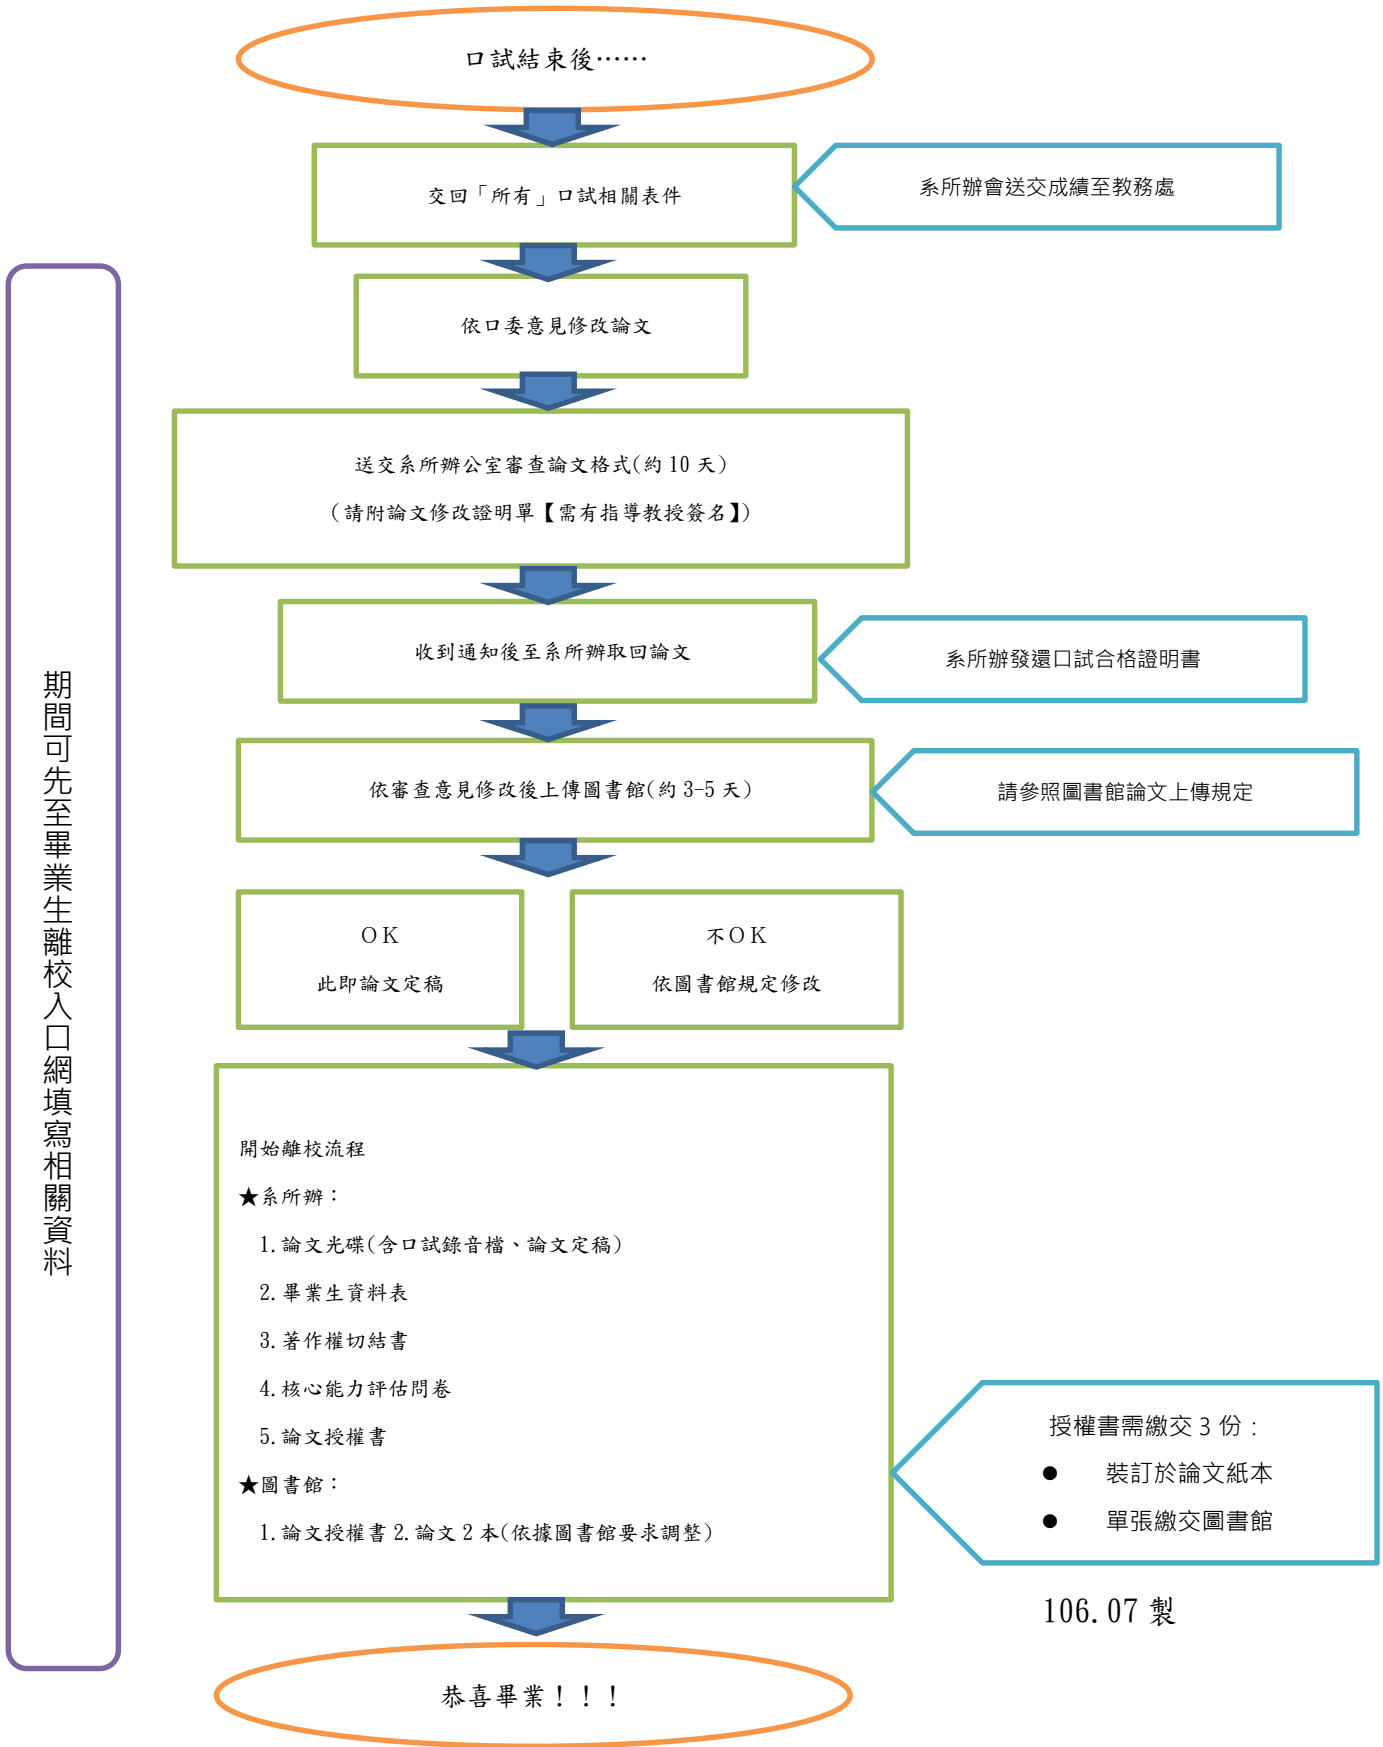 口試結束後……
交回「所有」口試相關表件
系所辦會送交成績至教務處
依口委意見修改論文
送交系所辦公室審查論文格式(約 10 天)
(請附論文修改證明單【需有指導教授簽名】)
收到通知後至系所辦取回論文
系所辦發還口試合格證明書
依審查意見修改後上傳圖書館(約 3-5 天)
請參照圖書館論文上傳規定
期間可先至畢業生離校入口網填寫相關資料
ＯＫ
此即論文定稿
不ＯＫ
依圖書館規定修改
開始離校流程
★系所辦：
1.論文光碟(含口試錄音檔、論文定稿)
2.畢業生資料表
3.著作權切結書
4.核心能力評估問卷
5.論文授權書
★圖書館：
1.論文授權書 2.論文 2 本(依據圖書館要求調整)
授權書需繳交 3 份：
● 裝訂於論文紙本
● 單張繳交圖書館
106.07 製
恭喜畢業！！！